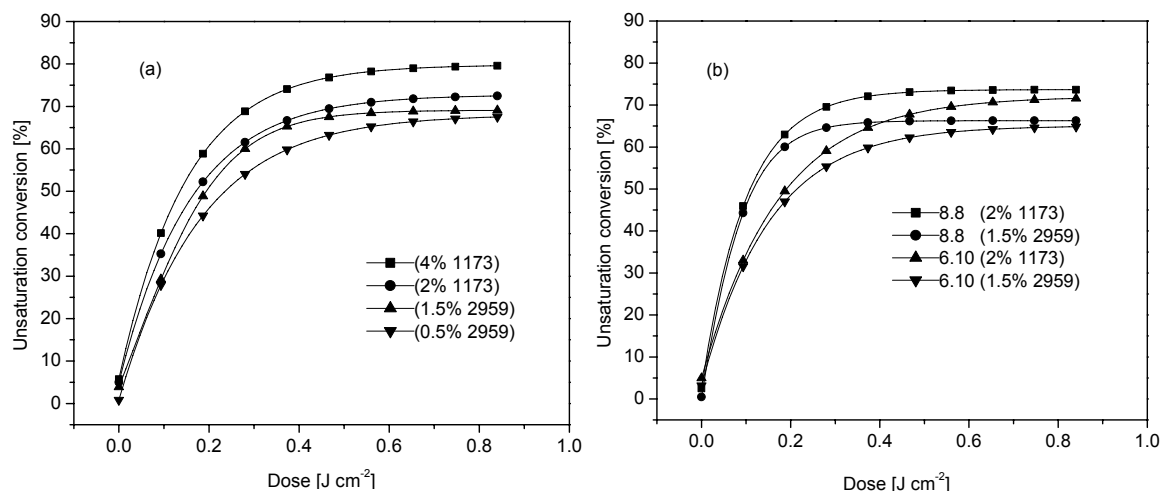 90
80
70
60
50
40
30
20
10
0
Unsaturation conversion [%]
(a)
(4% 1173)
(2% 1173)
(1.5% 2959)
(0.5% 2959)
0.0 0.2 0.4 0.6 0.8 1.0
Dose [J cm-2]
90
80
70
60
50
40
30
20
10
0
Unsaturation conversion [%]
(b)
8.8 (2% 1173)
8.8 (1.5% 2959)
6.10 (2% 1173)
6.10 (1.5% 2959)
0.0 0.2 0.4 0.6 0.8 1.0
Dose [J cm-2]